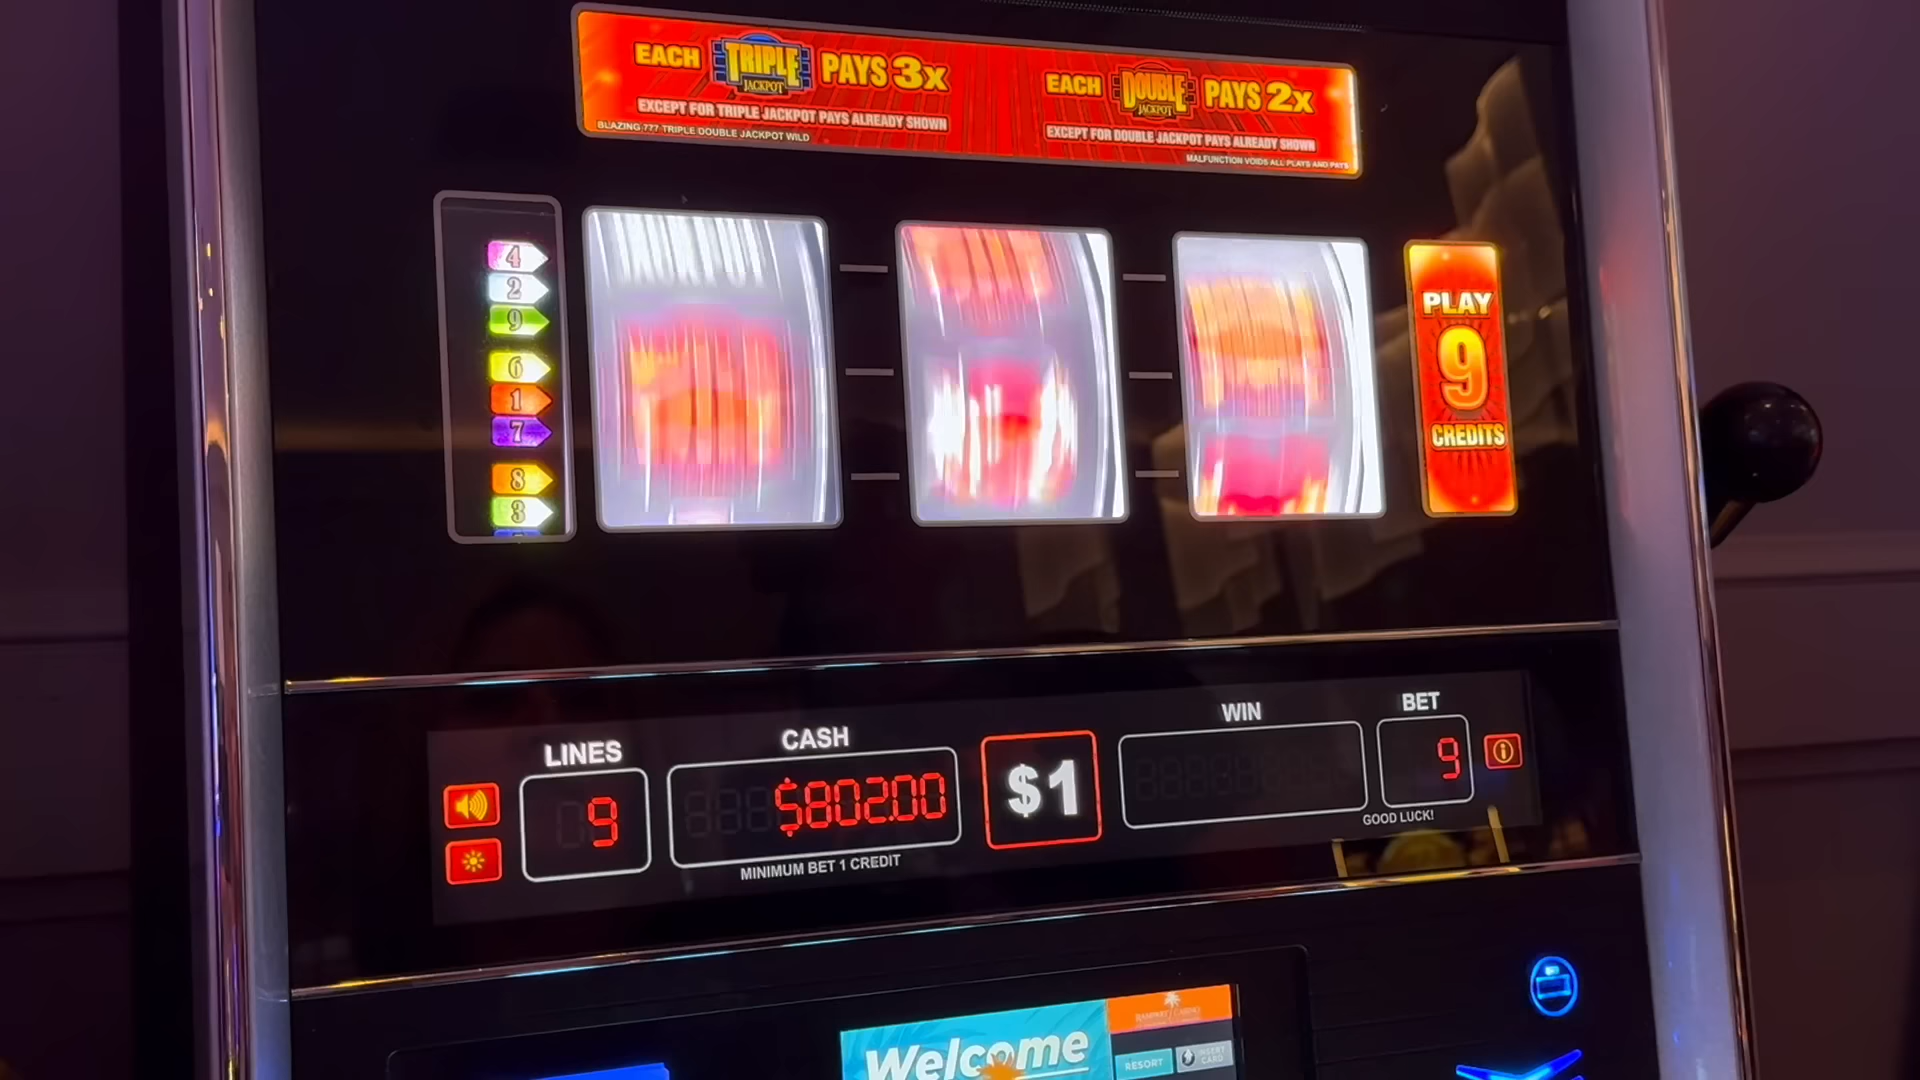 EACH TRIPLE JACKPOT PAYS 3x
EXCEPT FOR TRIPLE JACKPOT PAYS ALREADY SHOWN
BLAZING 777 TRIPLE DOUBLE JACKPOT WILD
EACH DOUBLE JACKPOT PAYS 2x
EXCEPT FOR DOUBLE JACKPOT PAYS ALREADY SHOWN
MALFUNCTION VOIDS ALL PLAYS AND PAYS
4
2
9
6
1
7
8
3
PLAY
9
CREDITS
LINES
9
CASH
$802.00
MINIMUM BET 1 CREDIT
$1
WIN
BET
9
GOOD LUCK!
Welcome
RAMPART CASINO
RESORT
INSERT CARD